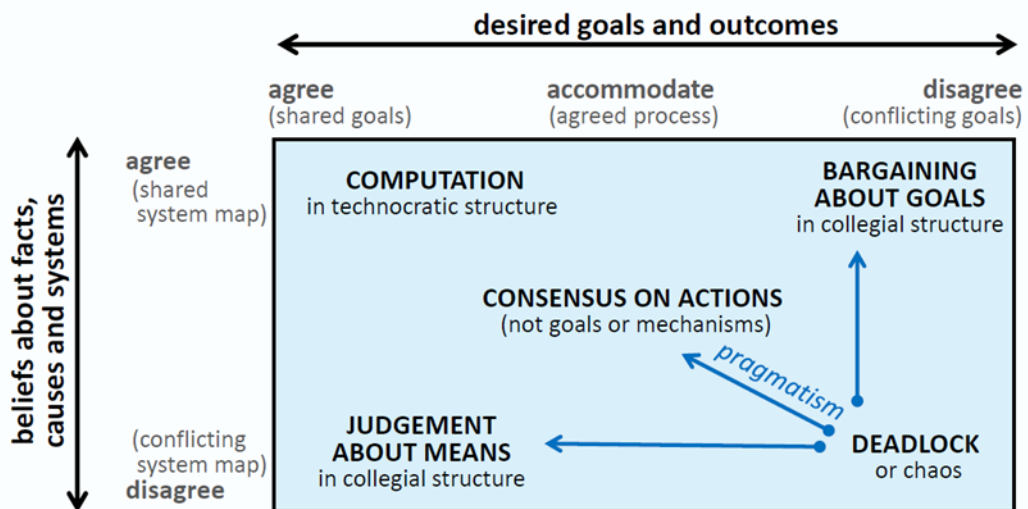 desired goals and outcomes
agree
(shared goals)
accommodate
(agreed process)
disagree
(conflicting goals)
beliefs about facts,
causes and systems
agree
(shared
system map)
COMPUTATION
in technocratic structure
BARGAINING
ABOUT GOALS
in collegial structure
CONSENSUS ON ACTIONS
(not goals or mechanisms)
pragmatism
(conflicting
system map)
disagree
JUDGEMENT
ABOUT MEANS
in collegial structure
DEADLOCK
or chaos